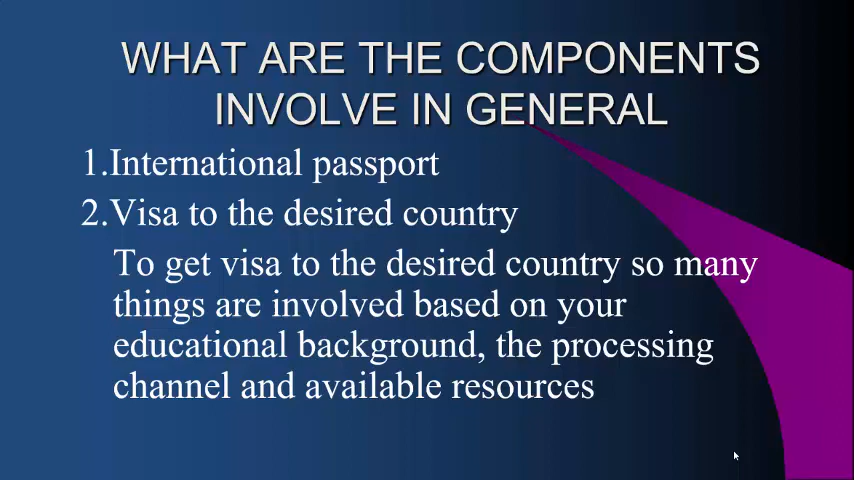 WHAT ARE THE COMPONENTS
INVOLVE IN GENERAL
1.International passport
2.Visa to the desired country
To get visa to the desired country so many
things are involved based on your
educational background, the processing
channel and available resources